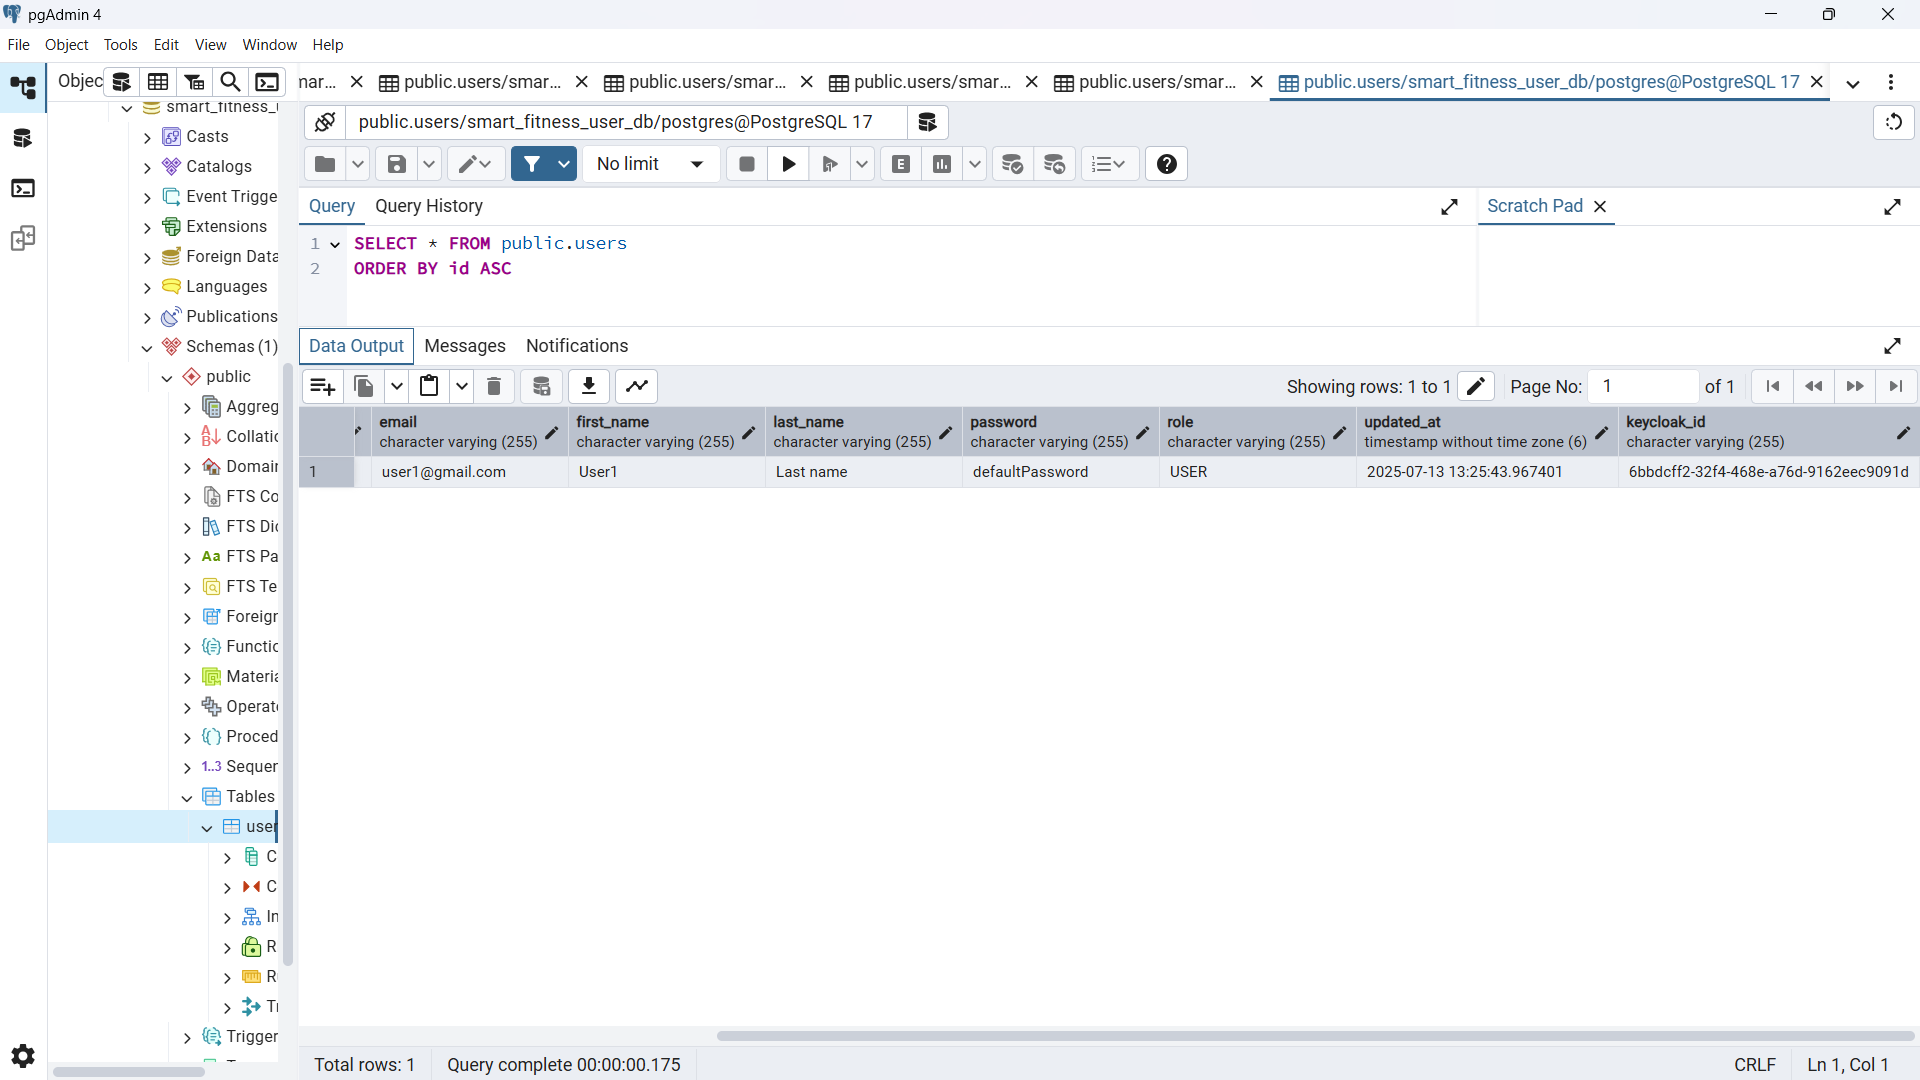 pgAdmin 4
File Object Tools Edit View Window Help
Objec
mar... public.users/smar... public.users/smar... public.users/smar... public.users/smar... public.users/smart_fitness_user_db/postgres@PostgreSQL 17
smart_fitness_u
Casts
Catalogs
Event Trigge
Extensions
Foreign Data
Languages
Publications
Schemas (1)
public
Aggreg
Collatic
Domair
FTS Co
FTS Dic
Aa FTS Pa
FTS Te
Foreigr
Functic
Materia
Operato
Proced
1..3 Sequer
Tables
user
C
C
In
R
R
Tr
Trigger
public.users/smart_fitness_user_db/postgres@PostgreSQL 17
No limit
E
Query Query History
Scratch Pad
1 SELECT * FROM public.users
2 ORDER BY id ASC
Data Output Messages Notifications
Showing rows: 1 to 1 Page No: 1 of 1
email first_name last_name password role updated_at keycloak_id
character varying (255) character varying (255) character varying (255) character varying (255) character varying (255) timestamp without time zone (6) character varying (255)
1 user1@gmail.com User1 Last name defaultPassword USER 2025-07-13 13:25:43.967401 6bbdcff2-32f4-468e-a76d-9162eec9091d
Total rows: 1 Query complete 00:00:00.175 CRLF Ln 1, Col 1